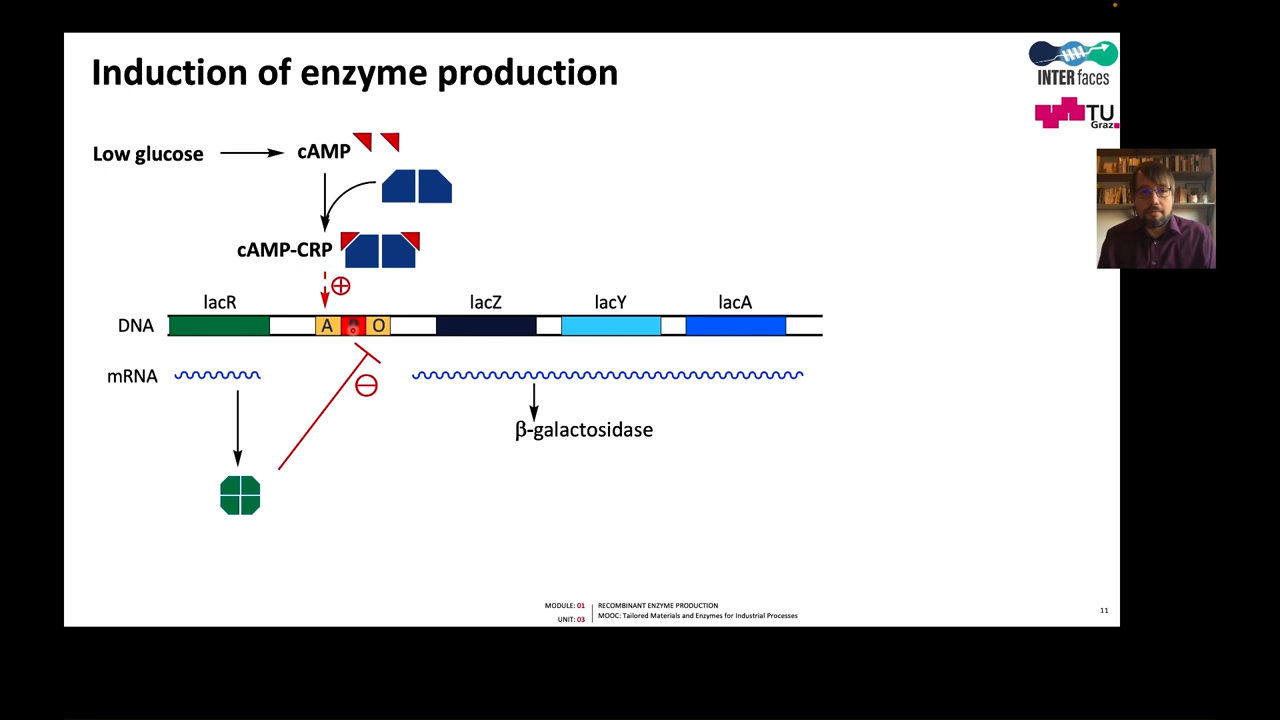 Induction of enzyme production
INTERfaces
TU
Graz
Low glucose
cAMP
cAMP-CRP
lacR
lacZ
lacY
lacA
DNA
A
O
mRNA
β-galactosidase
MODULE: 01
RECOMBINANT ENZYME PRODUCTION
UNIT: 03
MOOC: Tailored Materials and Enzymes for Industrial Processes
11